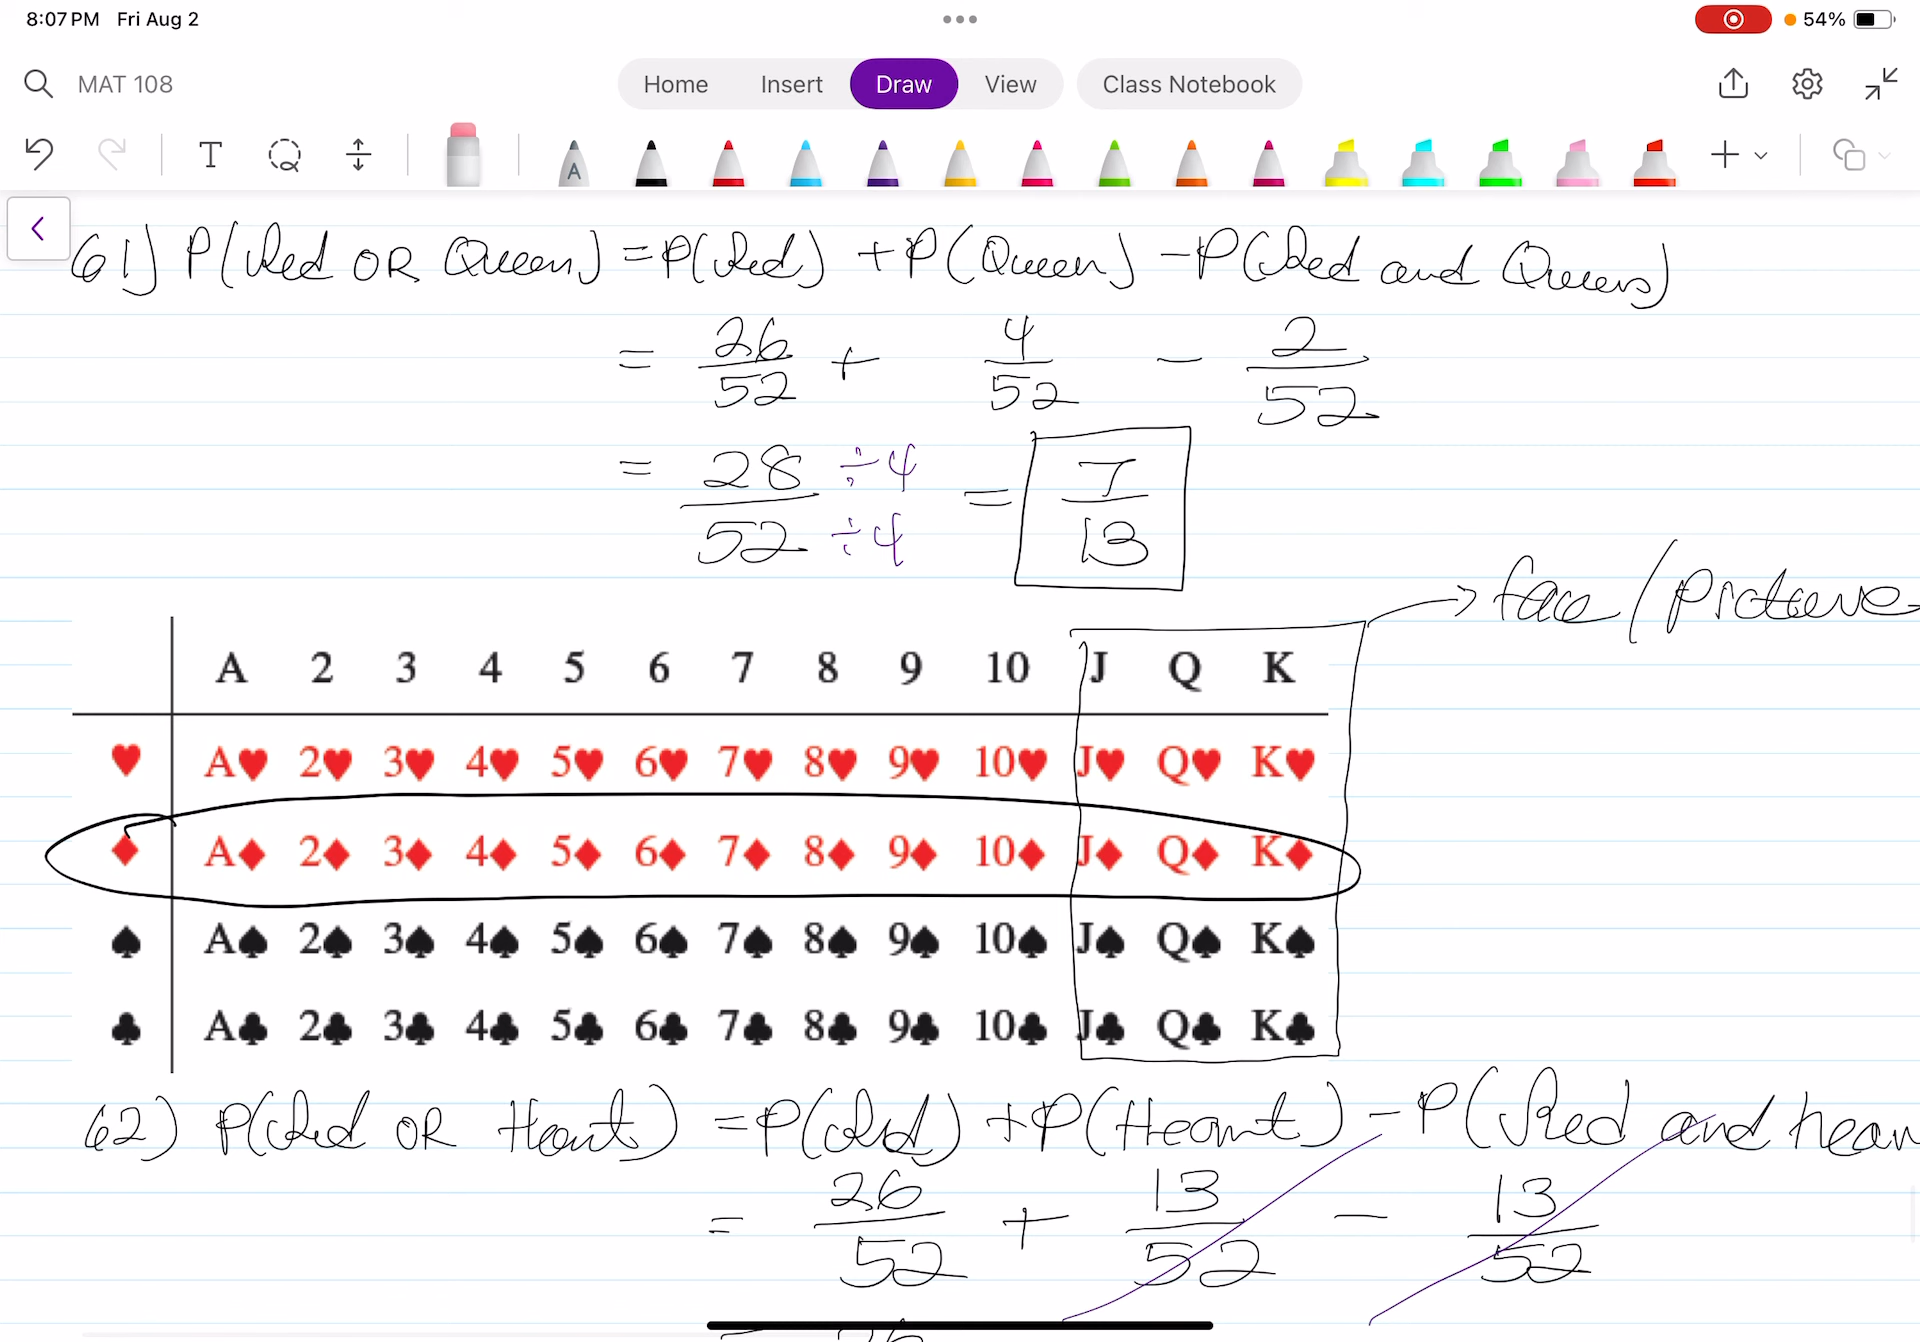 8:07 PM Fri Aug 2 54%
MAT 108 Home Insert Draw View Class Notebook
T A
61) P(Red OR Queen) = P(Red) + P(Queen) - P(Red and Queens)
= 26/52 + 4/52 - 2/52
= 28/52 ÷4/÷4 = 7/13
→ face/Picture
A 2 3 4 5 6 7 8 9 10 J Q K
♥ A♥ 2♥ 3♥ 4♥ 5♥ 6♥ 7♥ 8♥ 9♥ 10♥ J♥ Q♥ K♥
♦ A♦ 2♦ 3♦ 4♦ 5♦ 6♦ 7♦ 8♦ 9♦ 10♦ J♦ Q♦ K♦
♠ A♠ 2♠ 3♠ 4♠ 5♠ 6♠ 7♠ 8♠ 9♠ 10♠ J♠ Q♠ K♠
♣ A♣ 2♣ 3♣ 4♣ 5♣ 6♣ 7♣ 8♣ 9♣ 10♣ J♣ Q♣ K♣
62) P(Red OR Heart) = P(Red) + P(Heart) - P(Red and hear
= 26/52 + 13/52 - 13/52